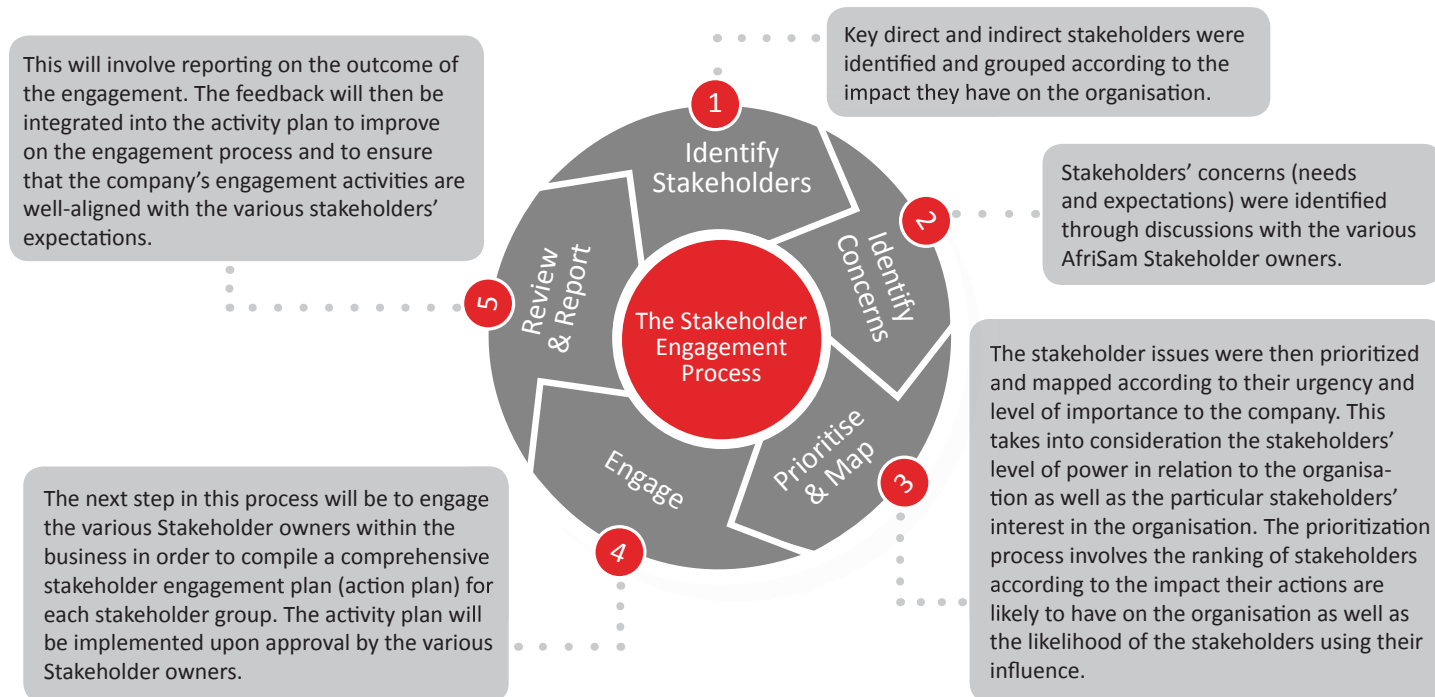 The Stakeholder
Engagement
Process
1
Identify
Stakeholders
Key direct and indirect stakeholders were
identified and grouped according to the
impact they have on the organisation.
2
Identify
Concerns
Stakeholders’ concerns (needs
and expectations) were identified
through discussions with the various
AfriSam Stakeholder owners.
3
Prioritise
& Map
The stakeholder issues were then prioritized
and mapped according to their urgency and
level of importance to the company. This
takes into consideration the stakeholders’
level of power in relation to the organisa-
tion as well as the particular stakeholders’
interest in the organisation. The prioritization
process involves the ranking of stakeholders
according to the impact their actions are
likely to have on the organisation as well as
the likelihood of the stakeholders using their
influence.
4
Engage
The next step in this process will be to engage
the various Stakeholder owners within the
business in order to compile a comprehensive
stakeholder engagement plan (action plan) for
each stakeholder group. The activity plan will
be implemented upon approval by the various
Stakeholder owners.
5
Review
& Report
This will involve reporting on the outcome of
the engagement. The feedback will then be
integrated into the activity plan to improve
on the engagement process and to ensure
that the company’s engagement activities are
well-aligned with the various stakeholders’
expectations.